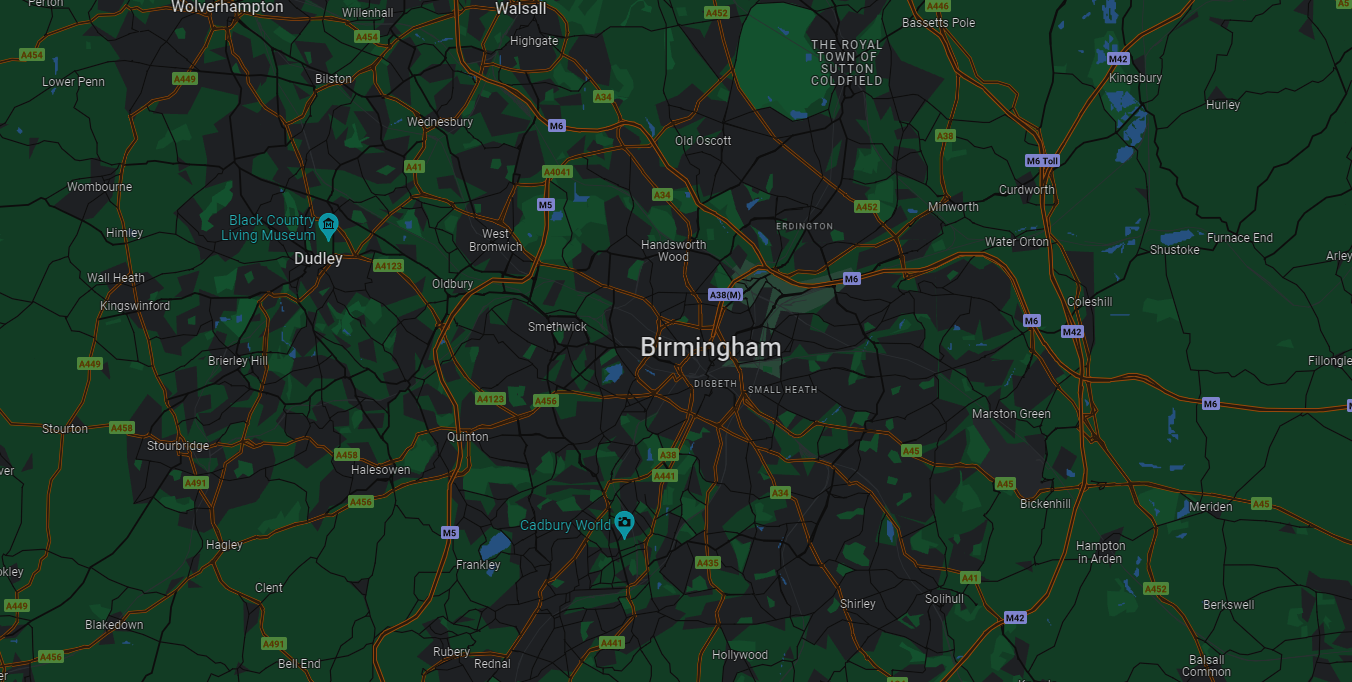 Perton
Wolverhampton
Willenhall
Walsall
A452
A446
A5
Bassetts Pole
A454
A454
Highgate
THE ROYAL
TOWN OF
SUTTON
COLDFIELD
M42
Kingsbury
Lower Penn
A449
Bilston
A34
Hurley
Wednesbury
M6
Old Oscott
A38
A41
A4041
M6 Toll
Wombourne
A34
Curdworth
M5
A452
Minworth
Black Country
Living Museum
Himley
West
Bromwich
Handsworth
Wood
ERDINGTON
Water Orton
Shustoke
Furnace End
Arley
Dudley
A4123
Wall Heath
Oldbury
M6
Kingswinford
A38(M)
Coleshill
Smethwick
M6
M42
Birmingham
Brierley Hill
A449
Fillongle
DIGBETH
SMALL HEATH
A4123
A456
M6
Marston Green
Stourton
A458
Quinton
Stourbridge
A458
A38
A45
Halesowen
A441
A491
A45
A34
A456
Bickenhill
Meriden
A45
Cadbury World
M5
Hagley
Hampton
in Arden
Frankley
A435
okley
Clent
A41
A452
A449
Solihull
Shirley
Berkswell
Blakedown
M42
A491
A441
A456
Rubery
Rednal
Hollywood
Bell End
Balsall
Common